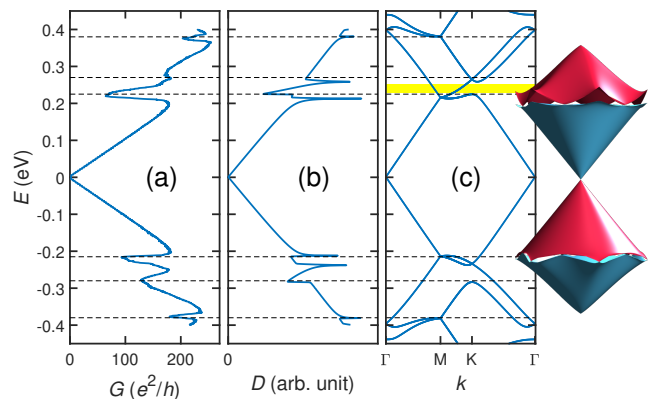 0.4
0.3
0.2
0.1
0
-0.1
-0.2
-0.3
-0.4
E (eV)
(a)
(b)
(c)
0
100
200
0
Γ
M
K
Γ
G (e²/h)
D (arb. unit)
k